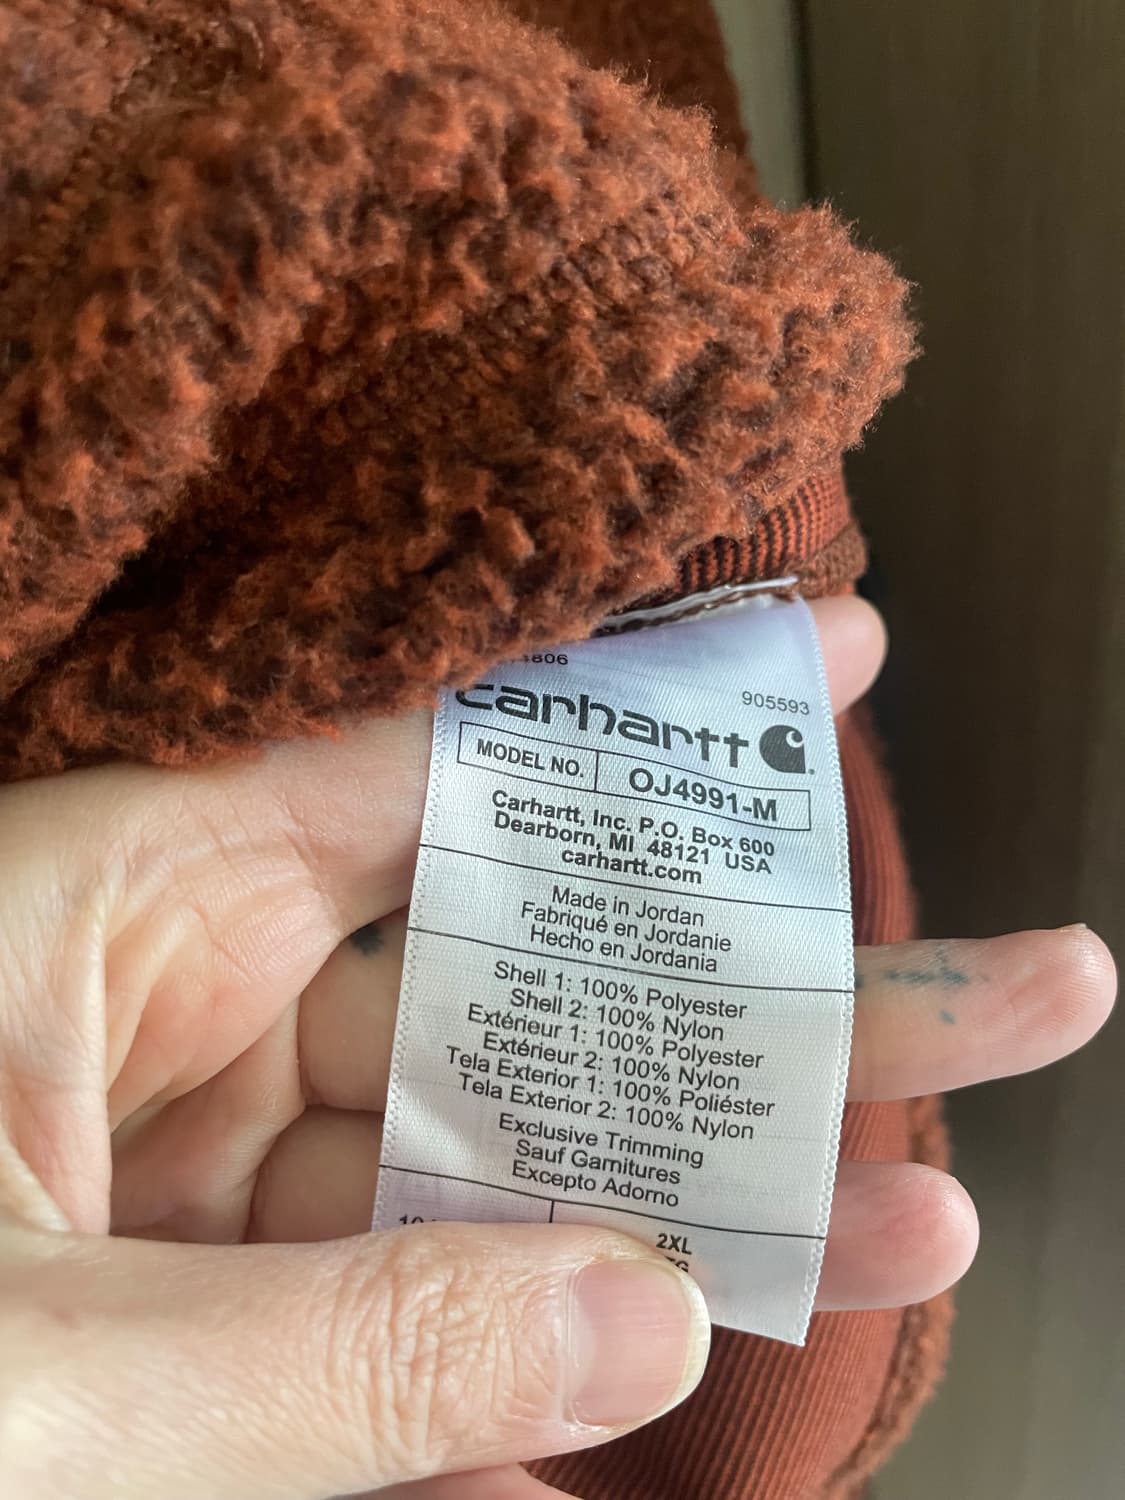 905593
carhartt
MODEL NO. OJ4991-M
Carhartt, Inc. P.O. Box 600
Dearborn, MI 48121 USA
carhartt.com
Made in Jordan
Fabriqué en Jordanie
Hecho en Jordania
Shell 1: 100% Polyester
Shell 2: 100% Nylon
Extérieur 1: 100% Polyester
Extérieur 2: 100% Nylon
Tela Exterior 1: 100% Poliéster
Tela Exterior 2: 100% Nylon
Exclusive Trimming
Sauf Garnitures
Excepto Adorno
2XL